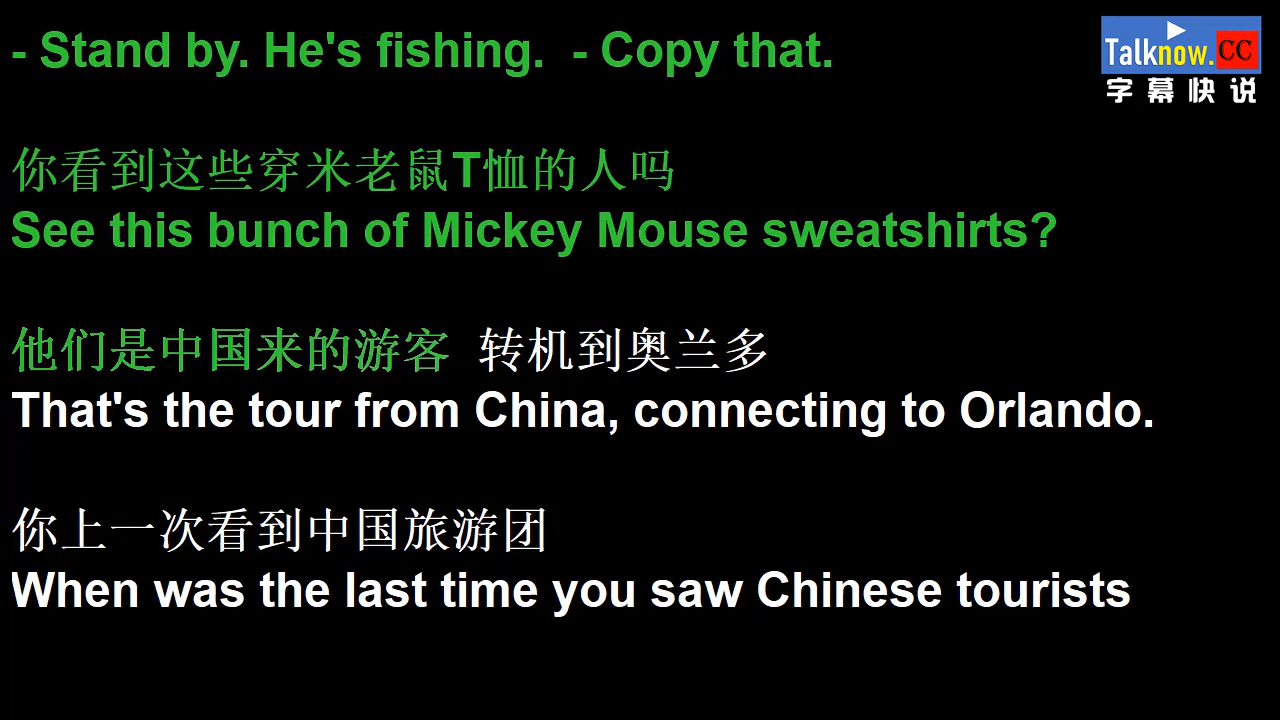 - Stand by. He's fishing.  - Copy that.
Talknow.CC
字幕快说
你看到这些穿米老鼠T恤的人吗
See this bunch of Mickey Mouse sweatshirts?
他们是中国来的游客  转机到奥兰多
That's the tour from China, connecting to Orlando.
你上一次看到中国旅游团
When was the last time you saw Chinese tourists